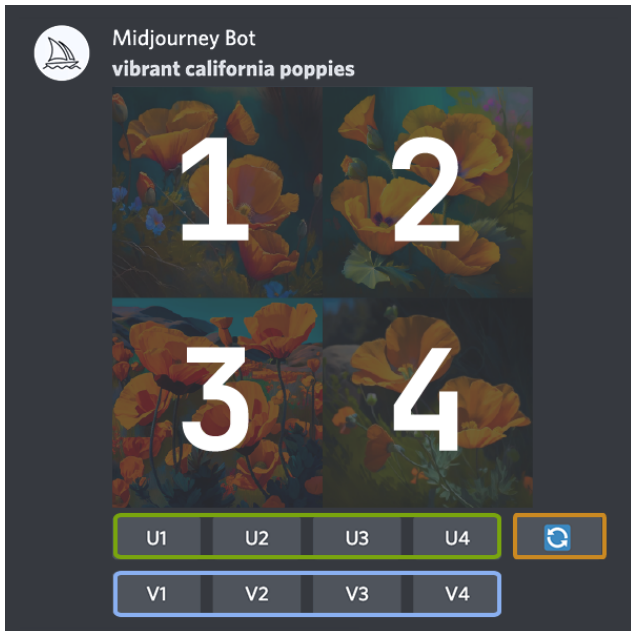 Midjourney Bot
vibrant california poppies
1 2
3 4
U1 U2 U3 U4
V1 V2 V3 V4